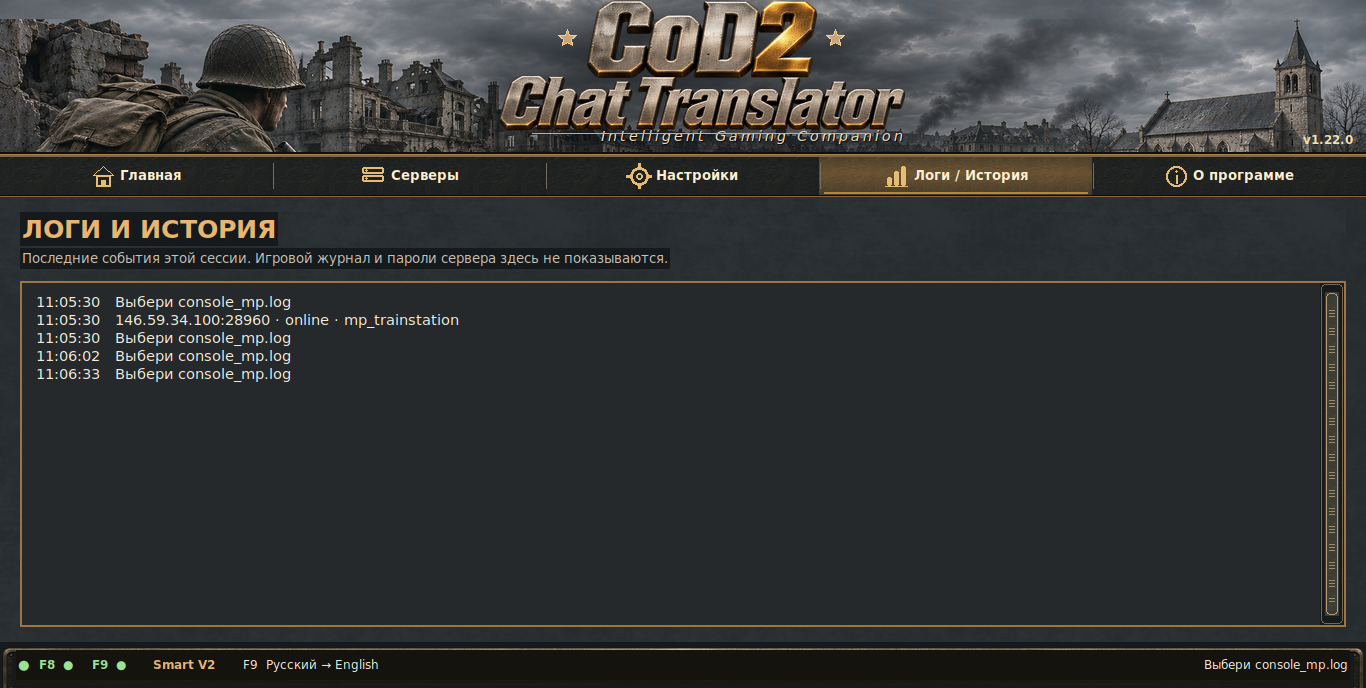 CoD2
Chat Translator
Intelligent Gaming Companion
v1.22.0
Главная
Серверы
Настройки
Логи / История
О программе
ЛОГИ И ИСТОРИЯ
Последние события этой сессии. Игровой журнал и пароли сервера здесь не показываются.
11:05:30 Выбери console_mp.log
11:05:30 146.59.34.100:28960 · online · mp_trainstation
11:05:30 Выбери console_mp.log
11:06:02 Выбери console_mp.log
11:06:33 Выбери console_mp.log
● F8 ● F9 ● Smart V2 F9 Русский → English Выбери console_mp.log